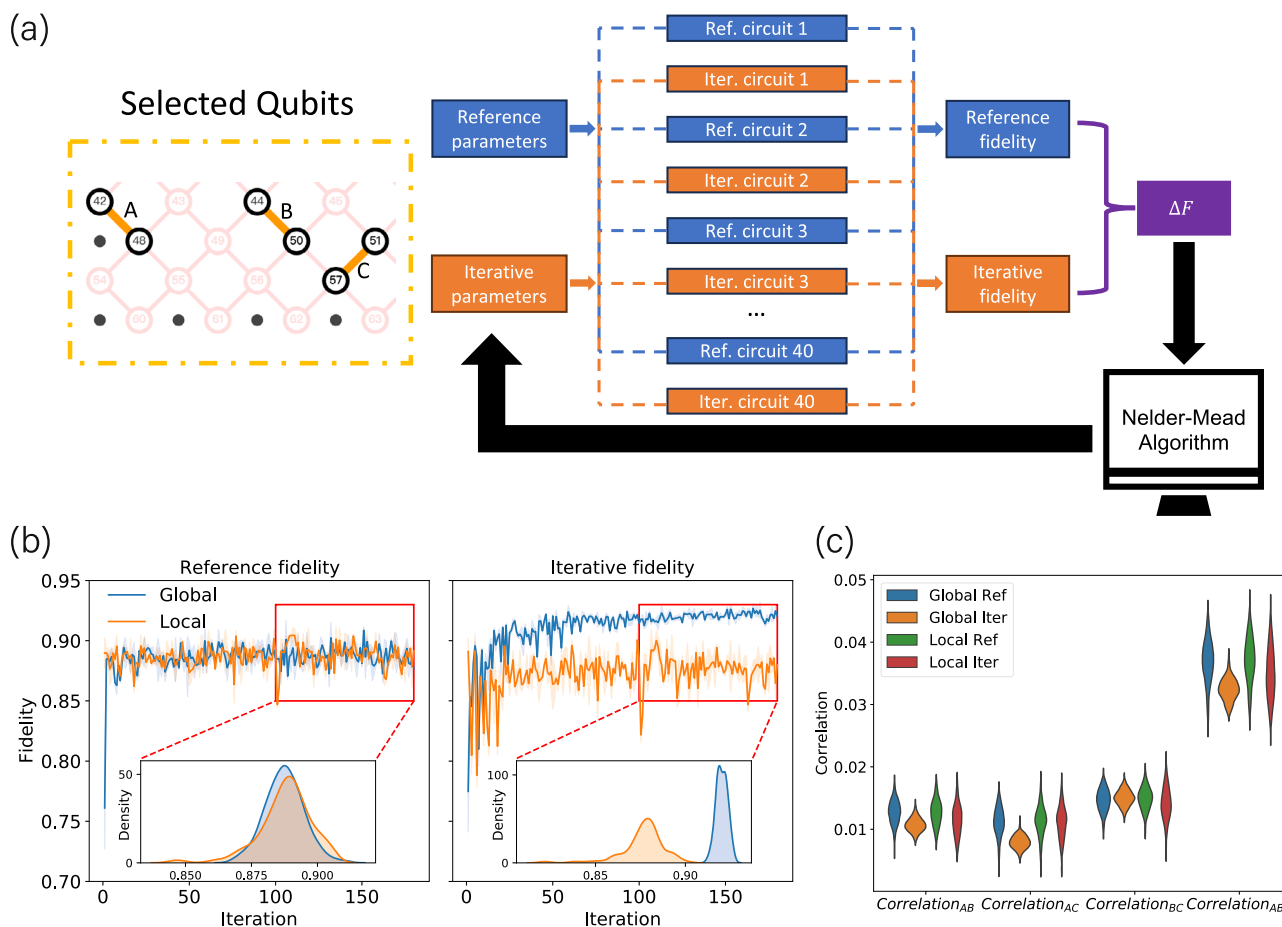 (a)
Selected Qubits
42
43
44
45
A
B
48
49
50
51
C
54
55
56
57
60
61
62
63
Reference
parameters
Iterative
parameters
Ref. circuit 1
Iter. circuit 1
Ref. circuit 2
Iter. circuit 2
Ref. circuit 3
Iter. circuit 3
...
Ref. circuit 40
Iter. circuit 40
Reference
fidelity
Iterative
fidelity
ΔF
Nelder-Mead
Algorithm
(b)
Reference fidelity
Iterative fidelity
Global
Local
Fidelity
0.95
0.90
0.85
0.80
0.75
0.70
Density
50
0
0.850
0.875
0.900
0
50
100
150
Iteration
Density
100
0
0.85
0.90
0
50
100
150
Iteration
(c)
Correlation
0.05
0.04
0.03
0.02
0.01
Global Ref
Global Iter
Local Ref
Local Iter
Correlation_AB
Correlation_AC
Correlation_BC
Correlation_AB